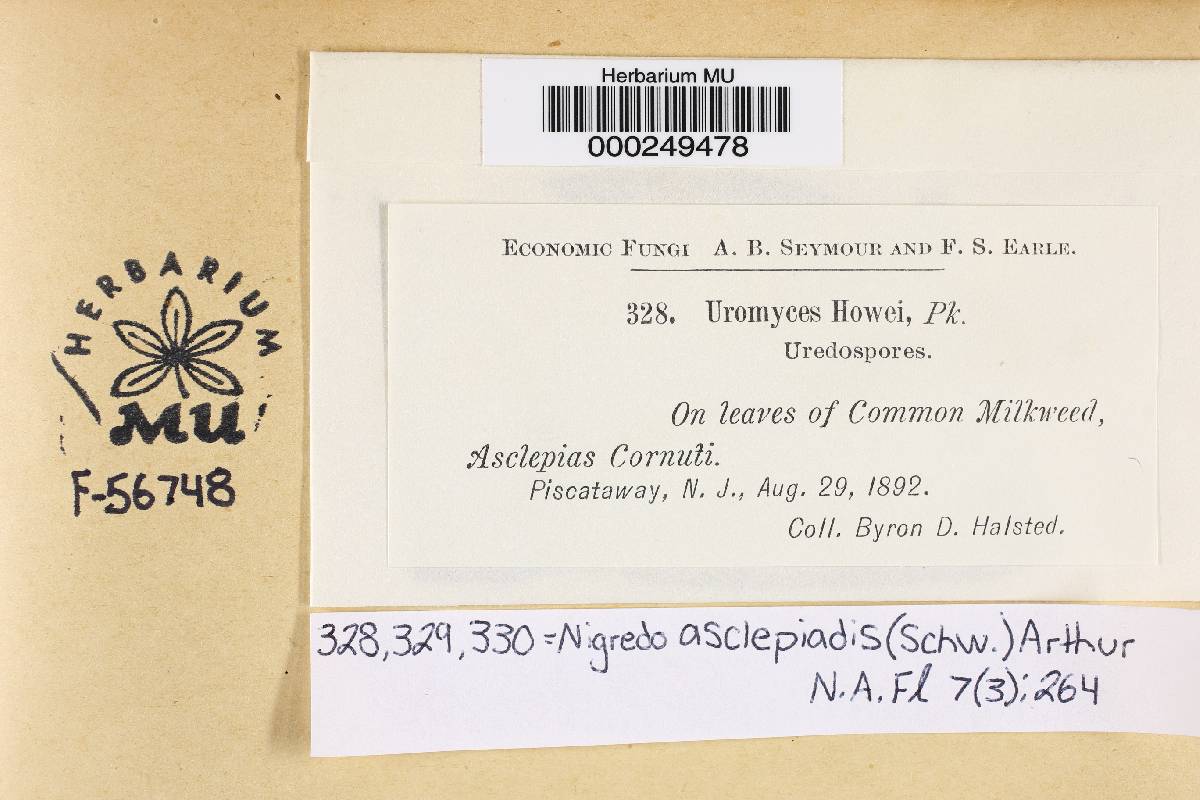 Herbarium MU
000249478
HERBARIUM
MU
F-56748
ECONOMIC FUNGI A. B. SEYMOUR AND F. S. EARLE.
328. Uromyces Howei, Pk.
Uredospores.
On leaves of Common Milkweed,
Asclepias Cornuti.
Piscataway, N. J., Aug. 29, 1892.
Coll. Byron D. Halsted.
328, 329, 330 = Nigredo asclepiadis (Schw.) Arthur
N.A.Fl 7(3):264